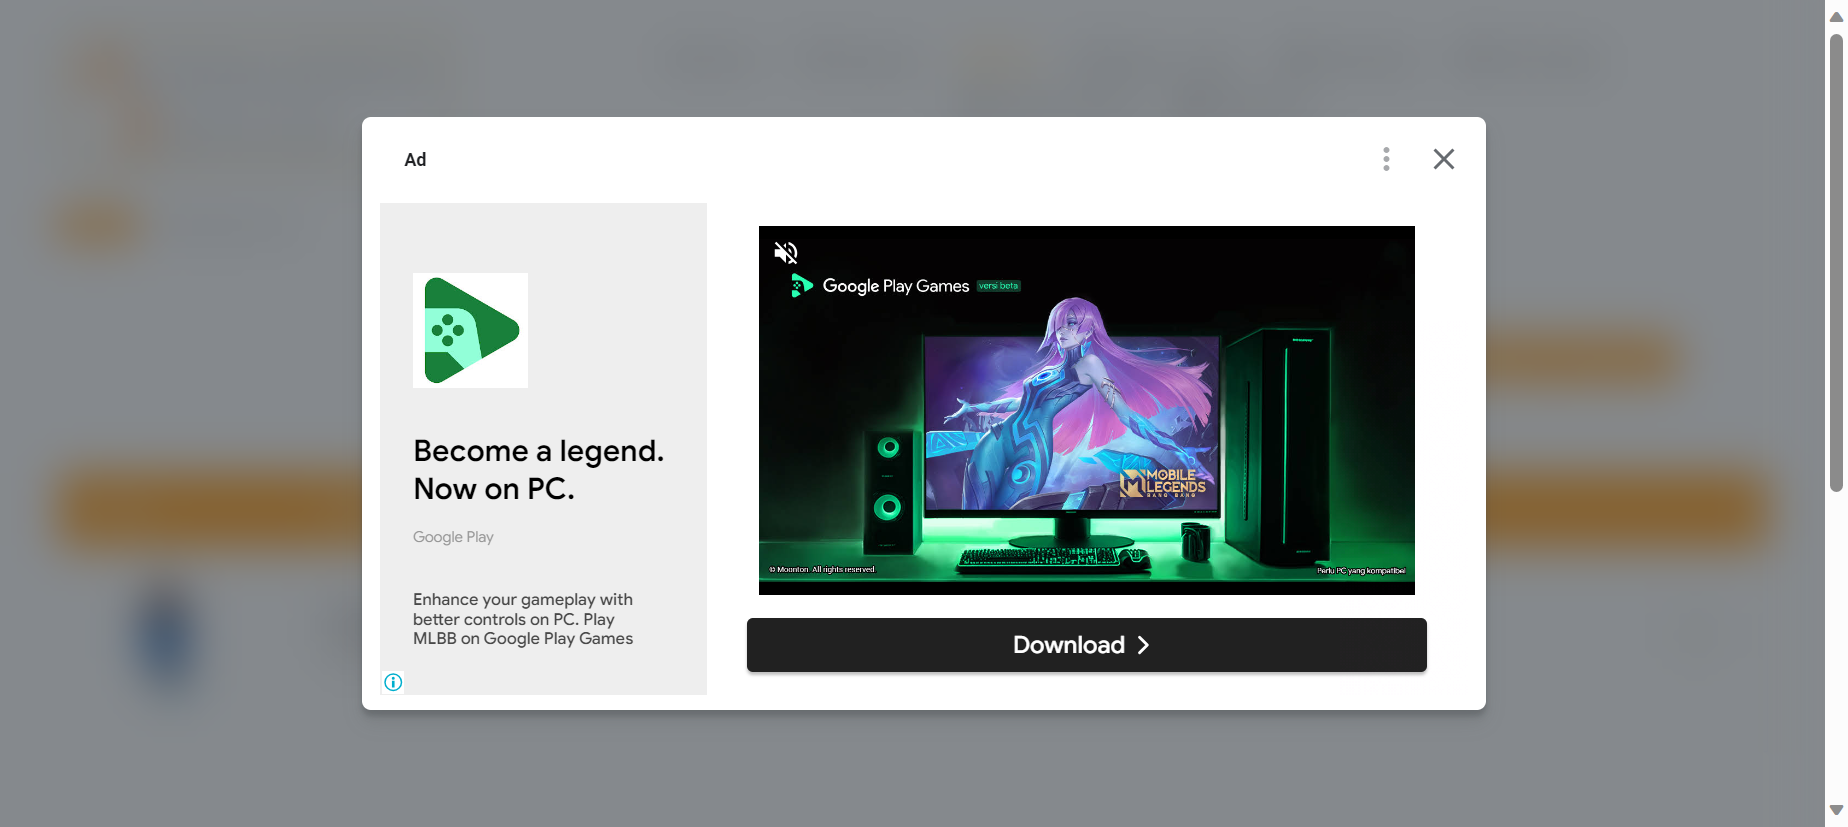 Ad
Become a legend.
Now on PC.
Google Play
Enhance your gameplay with
better controls on PC. Play
MLBB on Google Play Games
Google Play Games versi beta
MOBILE
LEGENDS
BANG BANG
© Moonton. All rights reserved.
Perlu PC yang kompatibel
Download